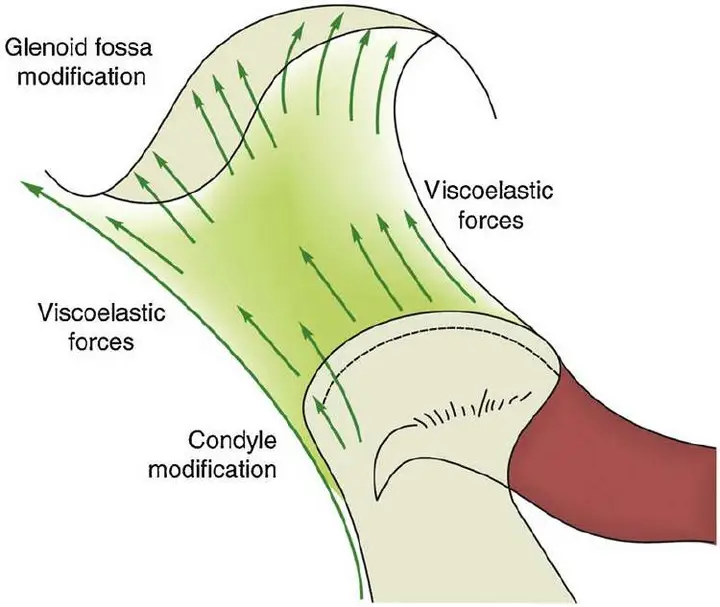 Glenoid fossa
modification
Viscoelastic
forces
Viscoelastic
forces
Condyle
modification